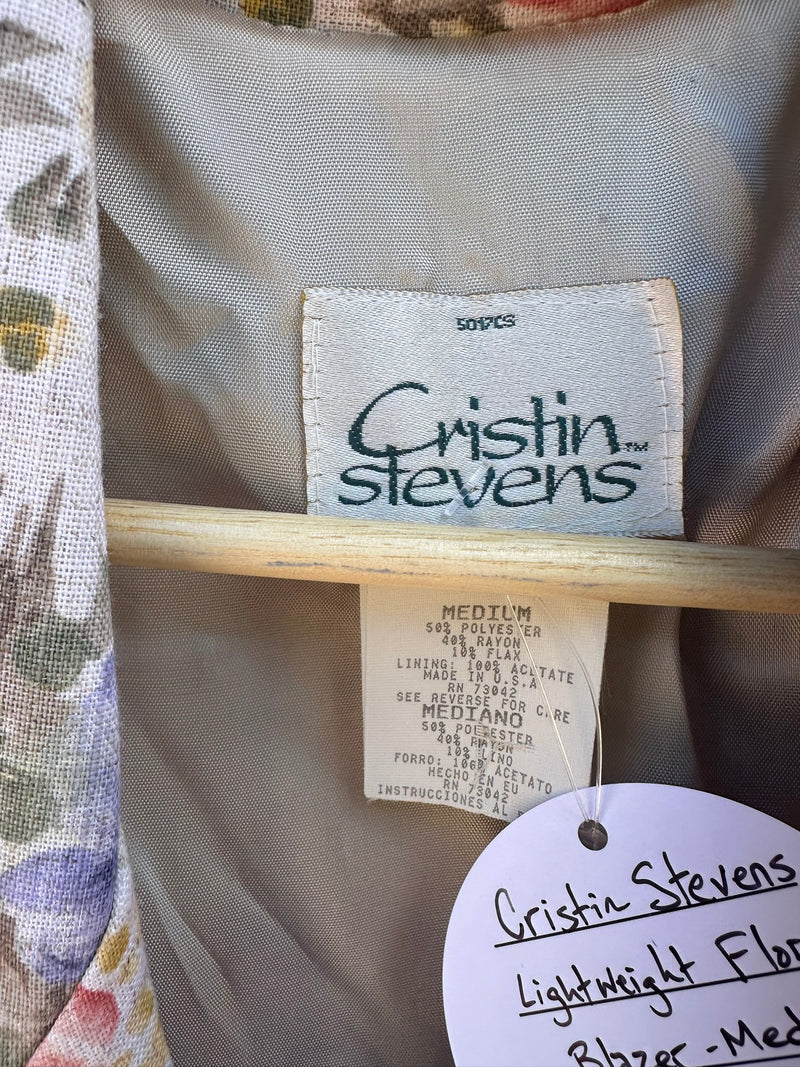 5017CS
Cristin™
stevens
MEDIUM
50% POLYESTER
40% RAYON
10% FLAX
LINING: 100% ACETATE
MADE IN U.S.A
RN 73042
SEE REVERSE FOR CARE
MEDIANO
50% POLIESTER
40% RAYON
10% LINO
FORRO: 100% ACETATO
HECHO EN EU
RN 73042
INSTRUCCIONES AL
Cristin Stevens
Lightweight Flor
Blazer - Med